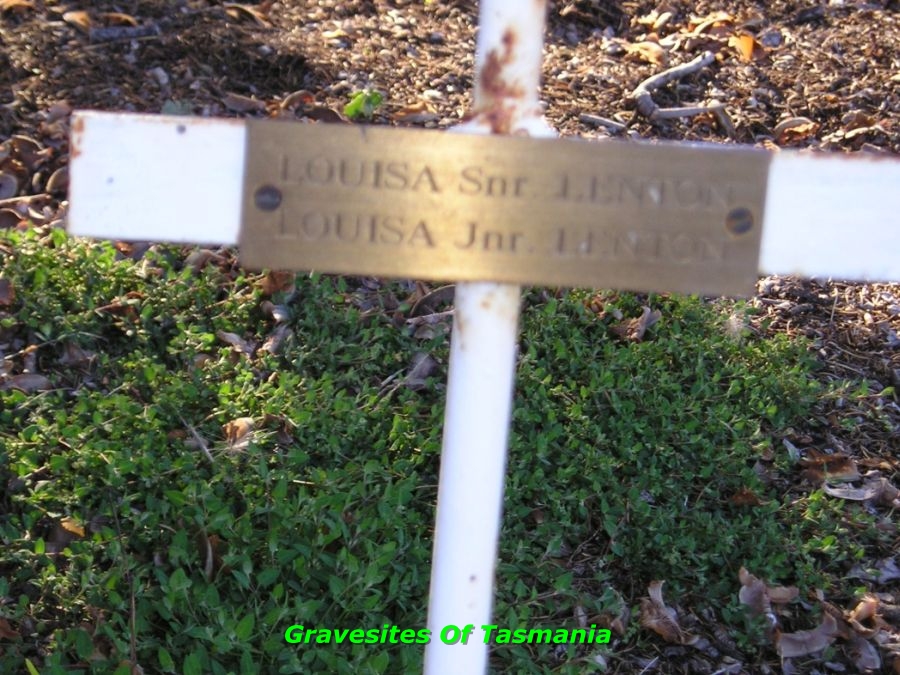 LOUISA Snr. LENTON
LOUISA Jnr. LENTON
Gravesites Of Tasmania